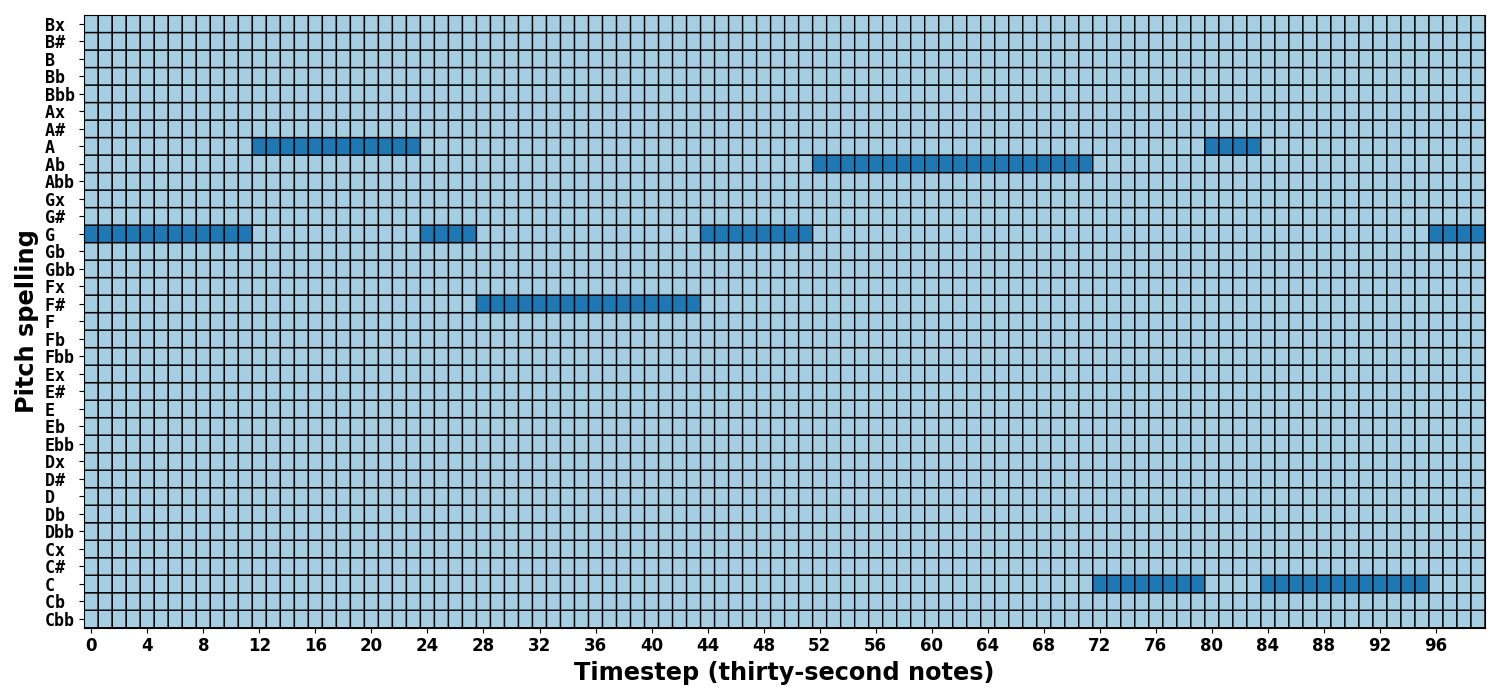 Pitch spelling
Bx
B#
B
Bb
Bbb
Ax
A#
A
Ab
Abb
Gx
G#
G
Gb
Gbb
Fx
F#
F
Fb
Fbb
Ex
E#
E
Eb
Ebb
Dx
D#
D
Db
Dbb
Cx
C#
C
Cb
Cbb
0 4 8 12 16 20 24 28 32 36 40 44 48 52 56 60 64 68 72 76 80 84 88 92 96
Timestep (thirty-second notes)